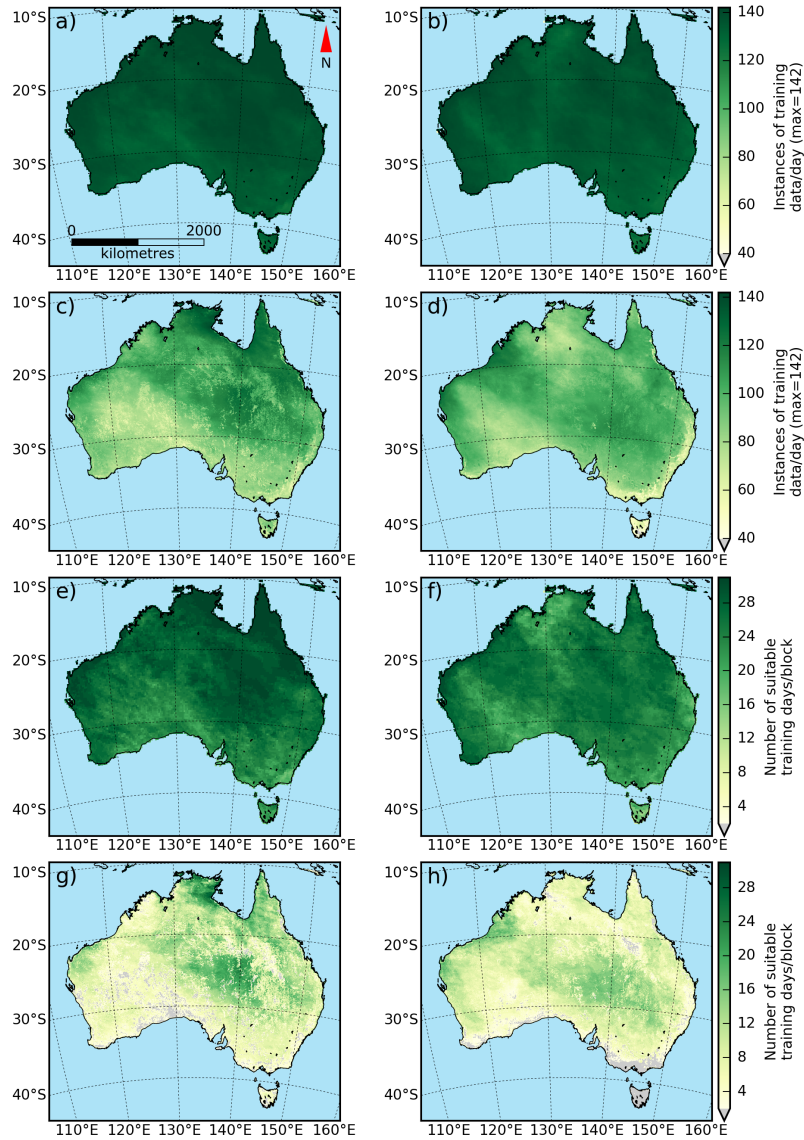 a)
N
10°S
20°S
30°S
40°S
0 2000
kilometres
110°E 120°E 130°E 140°E 150°E 160°E
b)
110°E 120°E 130°E 140°E 150°E 160°E
140
120
100
80
60
40
Instances of training
data/day (max=142)
c)
10°S
20°S
30°S
40°S
110°E 120°E 130°E 140°E 150°E 160°E
d)
10°S
20°S
30°S
40°S
110°E 120°E 130°E 140°E 150°E 160°E
140
120
100
80
60
40
Instances of training
data/day (max=142)
e)
10°S
20°S
30°S
40°S
110°E 120°E 130°E 140°E 150°E 160°E
f)
10°S
20°S
30°S
40°S
110°E 120°E 130°E 140°E 150°E 160°E
28
24
20
16
12
8
4
Number of suitable
training days/block
g)
10°S
20°S
30°S
40°S
110°E 120°E 130°E 140°E 150°E 160°E
h)
10°S
20°S
30°S
40°S
110°E 120°E 130°E 140°E 150°E 160°E
28
24
20
16
12
8
4
Number of suitable
training days/block